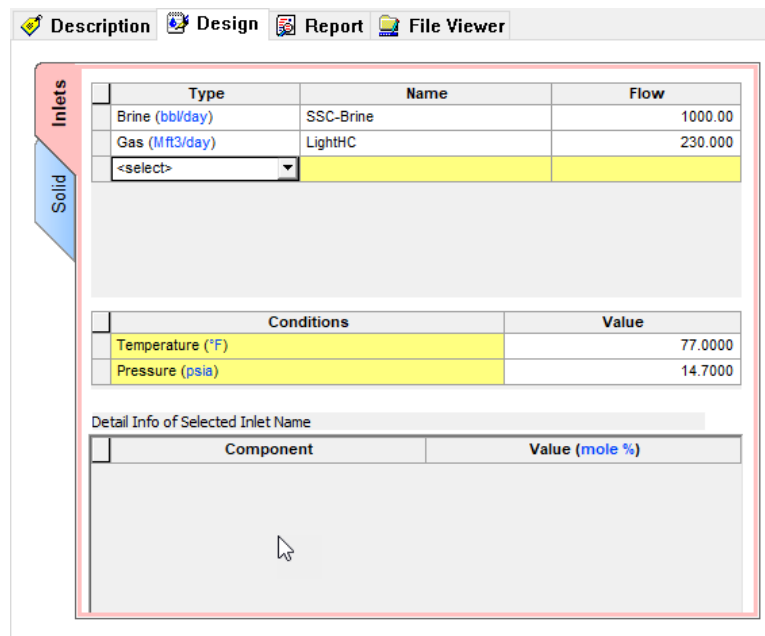 Description Design Report File Viewer
Inlets
Solid
Type Name Flow
Brine (bbl/day) SSC-Brine 1000.00
Gas (Mft3/day) LightHC 230.000
<select>
Conditions Value
Temperature (°F) 77.0000
Pressure (psia) 14.7000
Detail Info of Selected Inlet Name
Component Value (mole %)